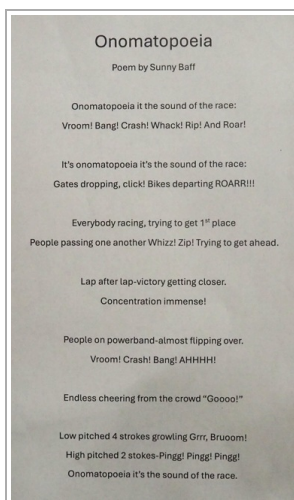 Onomatopoeia
Poem by Sunny Baff
Onomatopoeia it the sound of the race:
Vroom! Bang! Crash! Whack! Rip! And Roar!
It's onomatopoeia it's the sound of the race:
Gates dropping, click! Bikes departing ROARR!!!
Everybody racing, trying to get 1st place
People passing one another Whizz! Zip! Trying to get ahead.
Lap after lap-victory getting closer.
Concentration immense!
People on powerband-almost flipping over.
Vroom! Crash! Bang! AHHHH!
Endless cheering from the crowd "Goooo!"
Low pitched 4 strokes growling Grrr, Bruoom!
High pitched 2 stokes-Pingg! Pingg! Pingg!
Onomatopoeia it's the sound of the race.